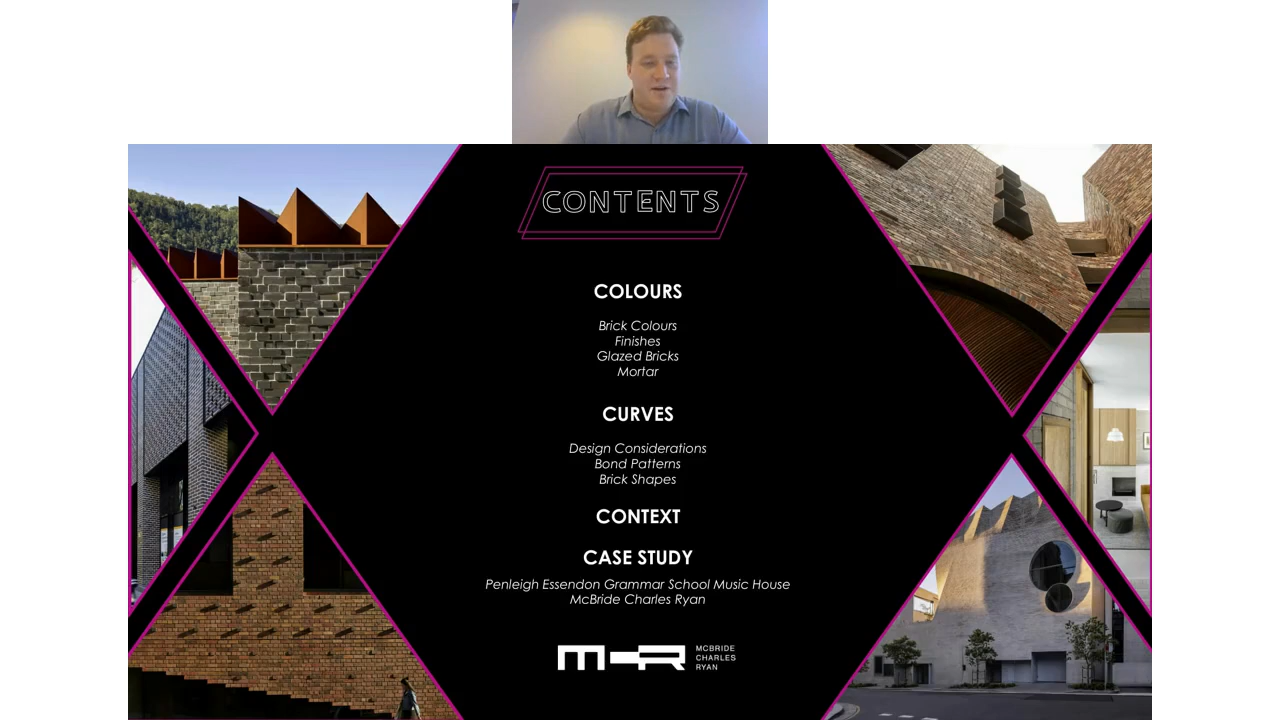 CONTENTS
COLOURS
Brick Colours
Finishes
Glazed Bricks
Mortar
CURVES
Design Considerations
Bond Patterns
Brick Shapes
CONTEXT
CASE STUDY
Penleigh Essendon Grammar School Music House
McBride Charles Ryan
MCR
MCBRIDE
CHARLES
RYAN